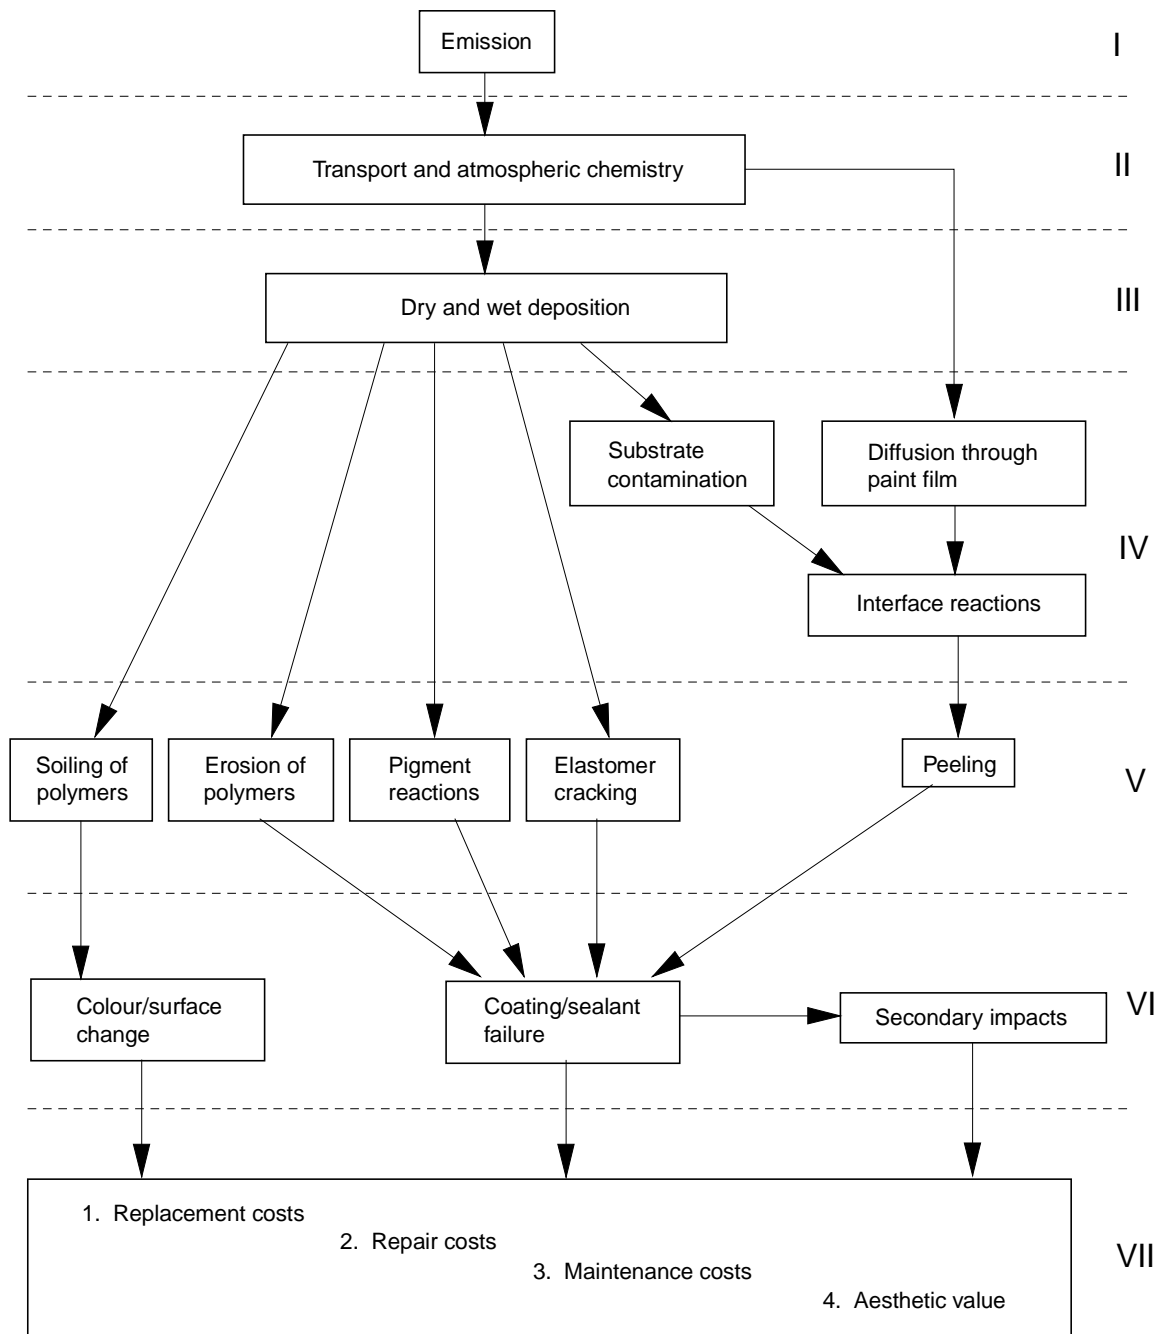 Emission
I
Transport and atmospheric chemistry
II
Dry and wet deposition
III
Substrate
contamination
Diffusion through
paint film
IV
Interface reactions
Soiling of
polymers
Erosion of
polymers
Pigment
reactions
Elastomer
cracking
Peeling
V
Colour/surface
change
Coating/sealant
failure
Secondary impacts
VI
1. Replacement costs
2. Repair costs
3. Maintenance costs
4. Aesthetic value
VII